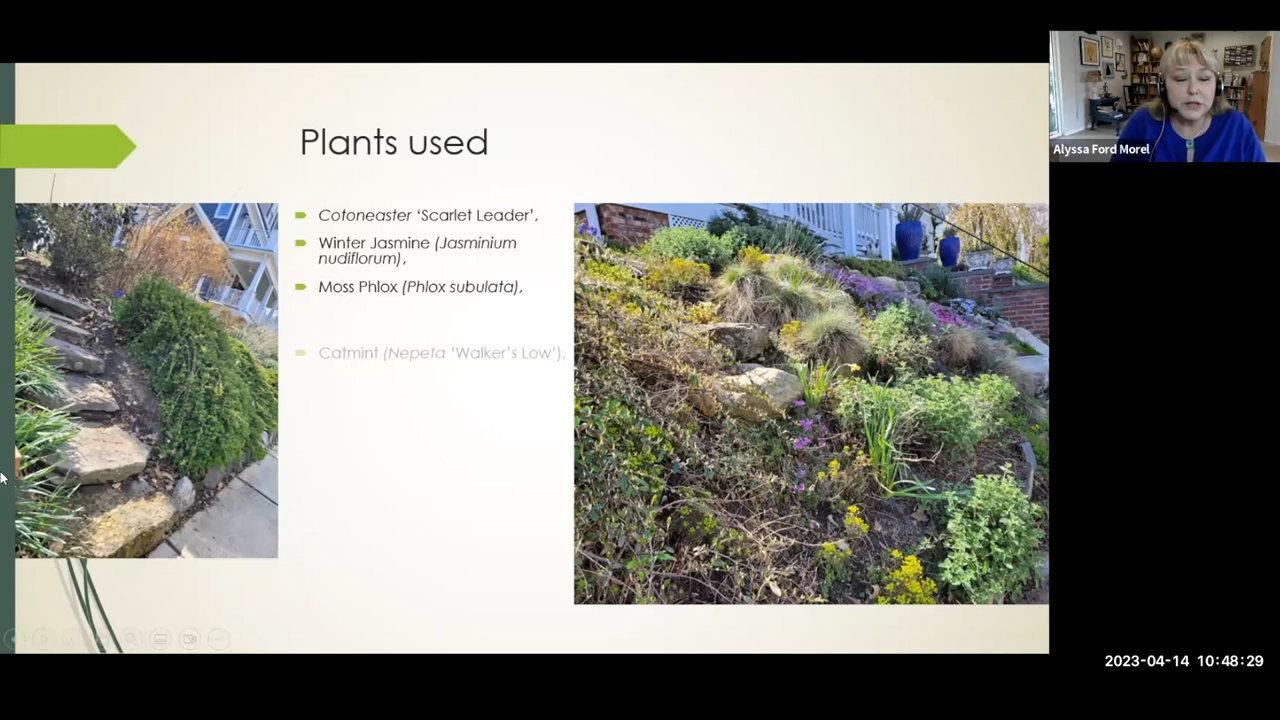 Plants used
Cotoneaster ‘Scarlet Leader’,
Winter Jasmine (Jasminium
nudiflorum),
Moss Phlox (Phlox subulata),
Catmint (Nepeta ‘Walker’s Low’),
Alyssa Ford Morel
2023-04-14 10:48:29